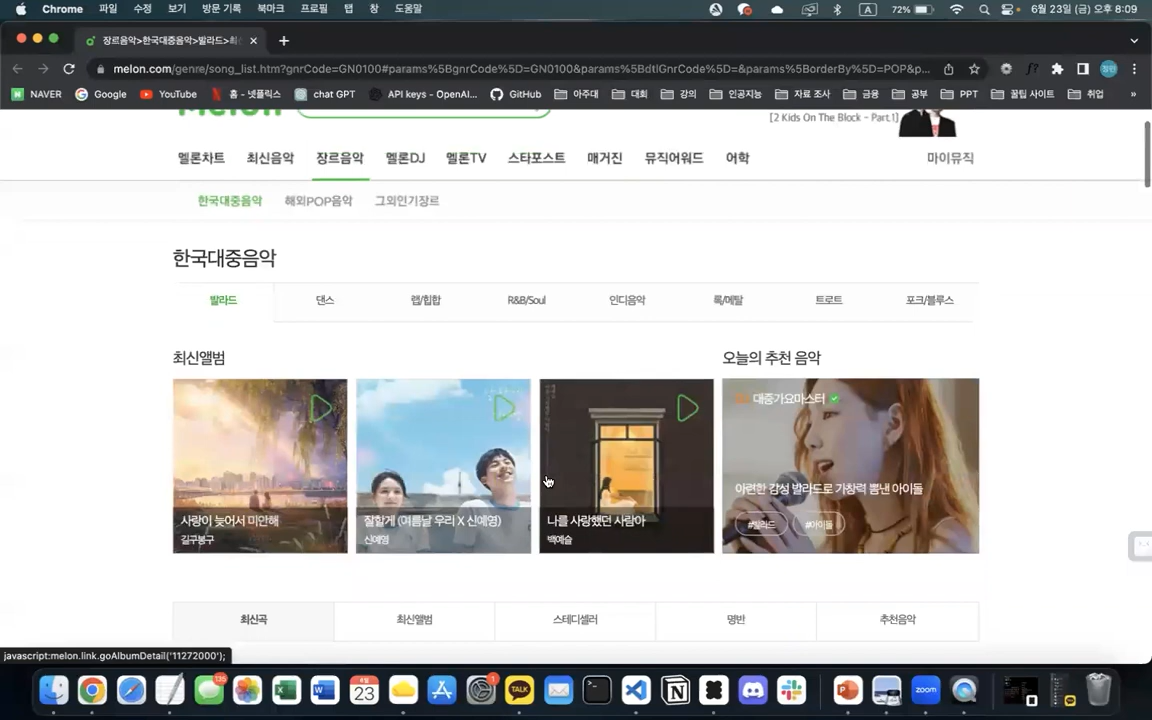 Chrome 파일 수정 보기 방문 기록 북마크 프로필 탭 창 도움말 A 72% 6월 23일 (금) 오후 8:09
장르음악>한국대중음악>발라드>최
melon.com/genre/song_list.htm?gnrCode=GN0100#params%5BgnrCode%5D=GN0100&params%5BdtlGnrCode%5D=&params%5BorderBy%5D=POP&p... f?
NAVER Google YouTube 홈 - 넷플릭스 chat GPT API keys - OpenAI... GitHub 아주대 대회 강의 인공지능 자료 조사 금융 공부 PPT 꿀팁 사이트 취업 »
Melon
[2 Kids On The Block - Part.1]
멜론차트 최신음악 장르음악 멜론DJ 멜론TV 스타포스트 매거진 뮤직어워드 어학 마이뮤직
한국대중음악 해외POP음악 그외인기장르
한국대중음악
발라드 댄스 랩/힙합 R&B/Soul 인디음악 록/메탈 트로트 포크/블루스
최신앨범
사랑이 늦어서 미안해
길구봉구
잘할게 (여름날 우리 X 신예영)
신예영
나를 사랑했던 사람아
백예슬
오늘의 추천 음악
대중가요마스터
아련한 감성 발라드로 가창력 뽐낸 아이돌
#발라드 #아이돌
최신곡 최신앨범 스테디셀러 명반 추천음악
javascript:melon.link.goAlbumDetail('11272000');
136 6월 23 1 TALK zoom